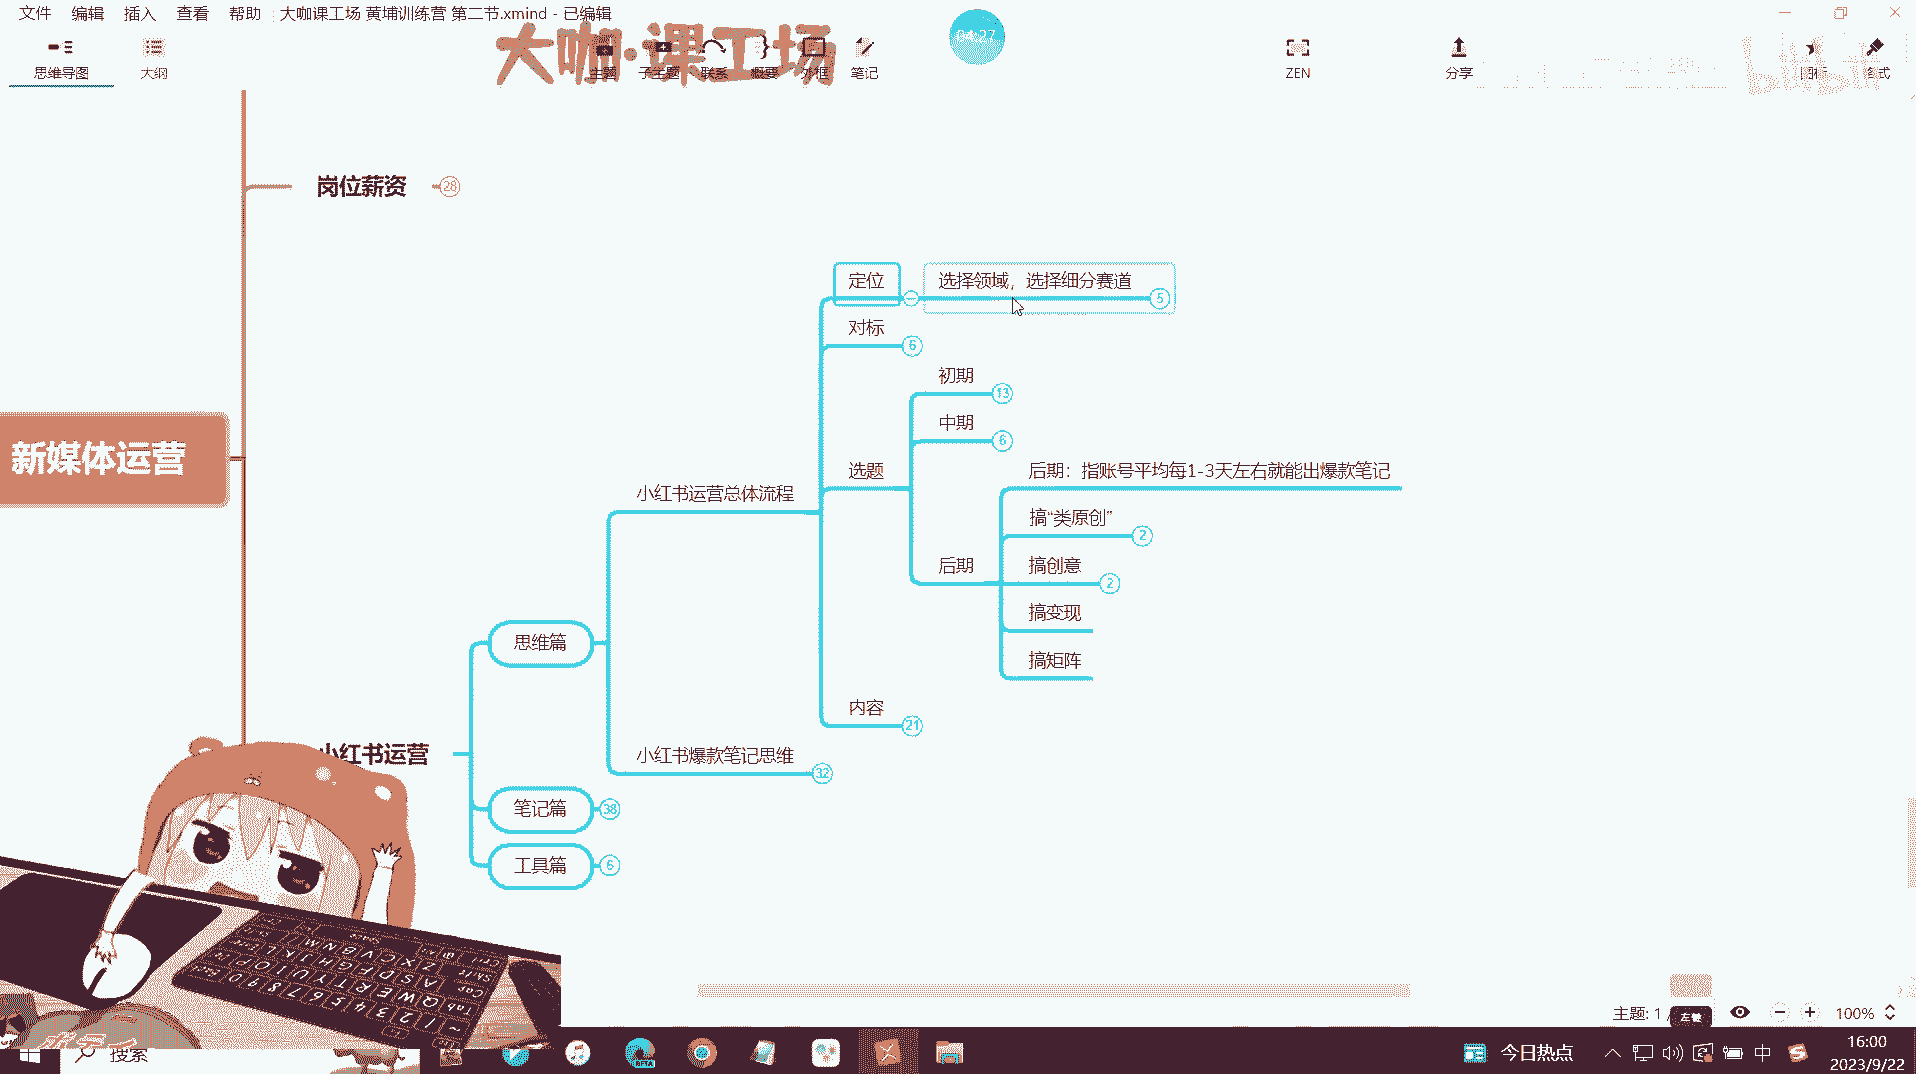 文件 编辑 插入 查看 帮助 大咖课工场 黄埔训练营 第二节.xmind - 已编辑
大咖·课工场
04:27
bilibili
思维导图 大纲 主题 子主题 联系 概要 外框 笔记 ZEN 分享 图标 格式
岗位薪资 28
定位 选择领域，选择细分赛道 5
对标 6
初期 13
中期 6
选题
后期：指账号平均每1-3天左右就能出爆款笔记
新媒体运营
小红书运营总体流程
搞“类原创” 2
后期
搞创意 2
搞变现
思维篇
搞矩阵
内容 21
小红书运营
小红书爆款笔记思维 32
笔记篇 38
工具篇 6
主题: 1 /
左键
100%
搜索
BETA
今日热点
中
16:00
2023/9/22